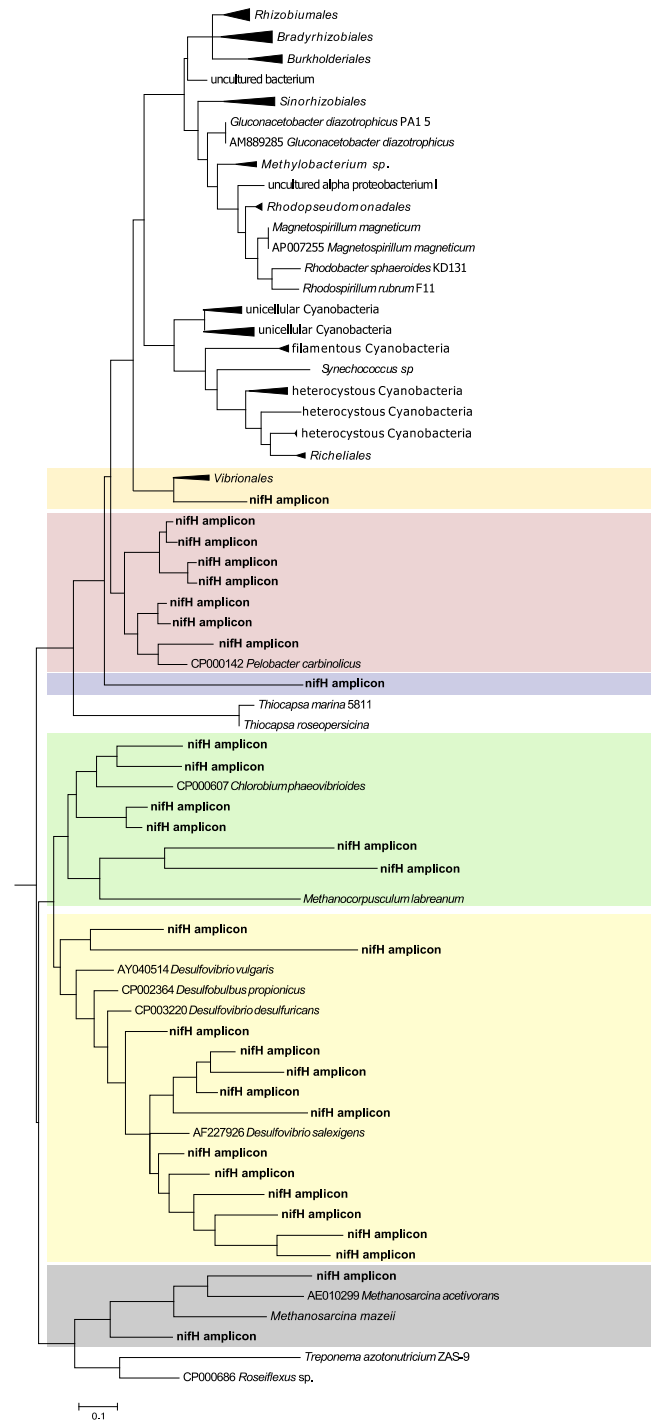 Rhizobiumales
Bradyrhizobiales
Burkholderiales
uncultured bacterium
Sinorhizobiales
Gluconacetobacter diazotrophicus PA1 5
AM889285 Gluconacetobacter diazotrophicus
Methylobacterium sp.
uncultured alpha proteobacterium I
Rhodopseudomonadales
Magnetospirillum magneticum
AP007255 Magnetospirillum magneticum
Rhodobacter sphaeroides KD131
Rhodospirillum rubrum F11
unicellular Cyanobacteria
unicellular Cyanobacteria
filamentous Cyanobacteria
Synechococcus sp
heterocystous Cyanobacteria
heterocystous Cyanobacteria
heterocystous Cyanobacteria
Richeliales
Vibrionales
nifH amplicon
nifH amplicon
nifH amplicon
nifH amplicon
nifH amplicon
nifH amplicon
nifH amplicon
nifH amplicon
CP000142 Pelobacter carbinolicus
nifH amplicon
Thiocapsa marina 5811
Thiocapsa roseopersicina
nifH amplicon
nifH amplicon
CP000607 Chlorobium phaeovibrioides
nifH amplicon
nifH amplicon
nifH amplicon
nifH amplicon
Methanocorpusculum labreanum
nifH amplicon
nifH amplicon
AY040514 Desulfovibrio vulgaris
CP002364 Desulfobulbus propionicus
CP003220 Desulfovibrio desulfuricans
nifH amplicon
nifH amplicon
nifH amplicon
nifH amplicon
nifH amplicon
AF227926 Desulfovibrio salexigens
nifH amplicon
nifH amplicon
nifH amplicon
nifH amplicon
nifH amplicon
nifH amplicon
nifH amplicon
AE010299 Methanosarcina acetivorans
Methanosarcina mazeii
nifH amplicon
Treponema azotonutricium ZAS-9
CP000686 Roseiflexus sp.
0.1